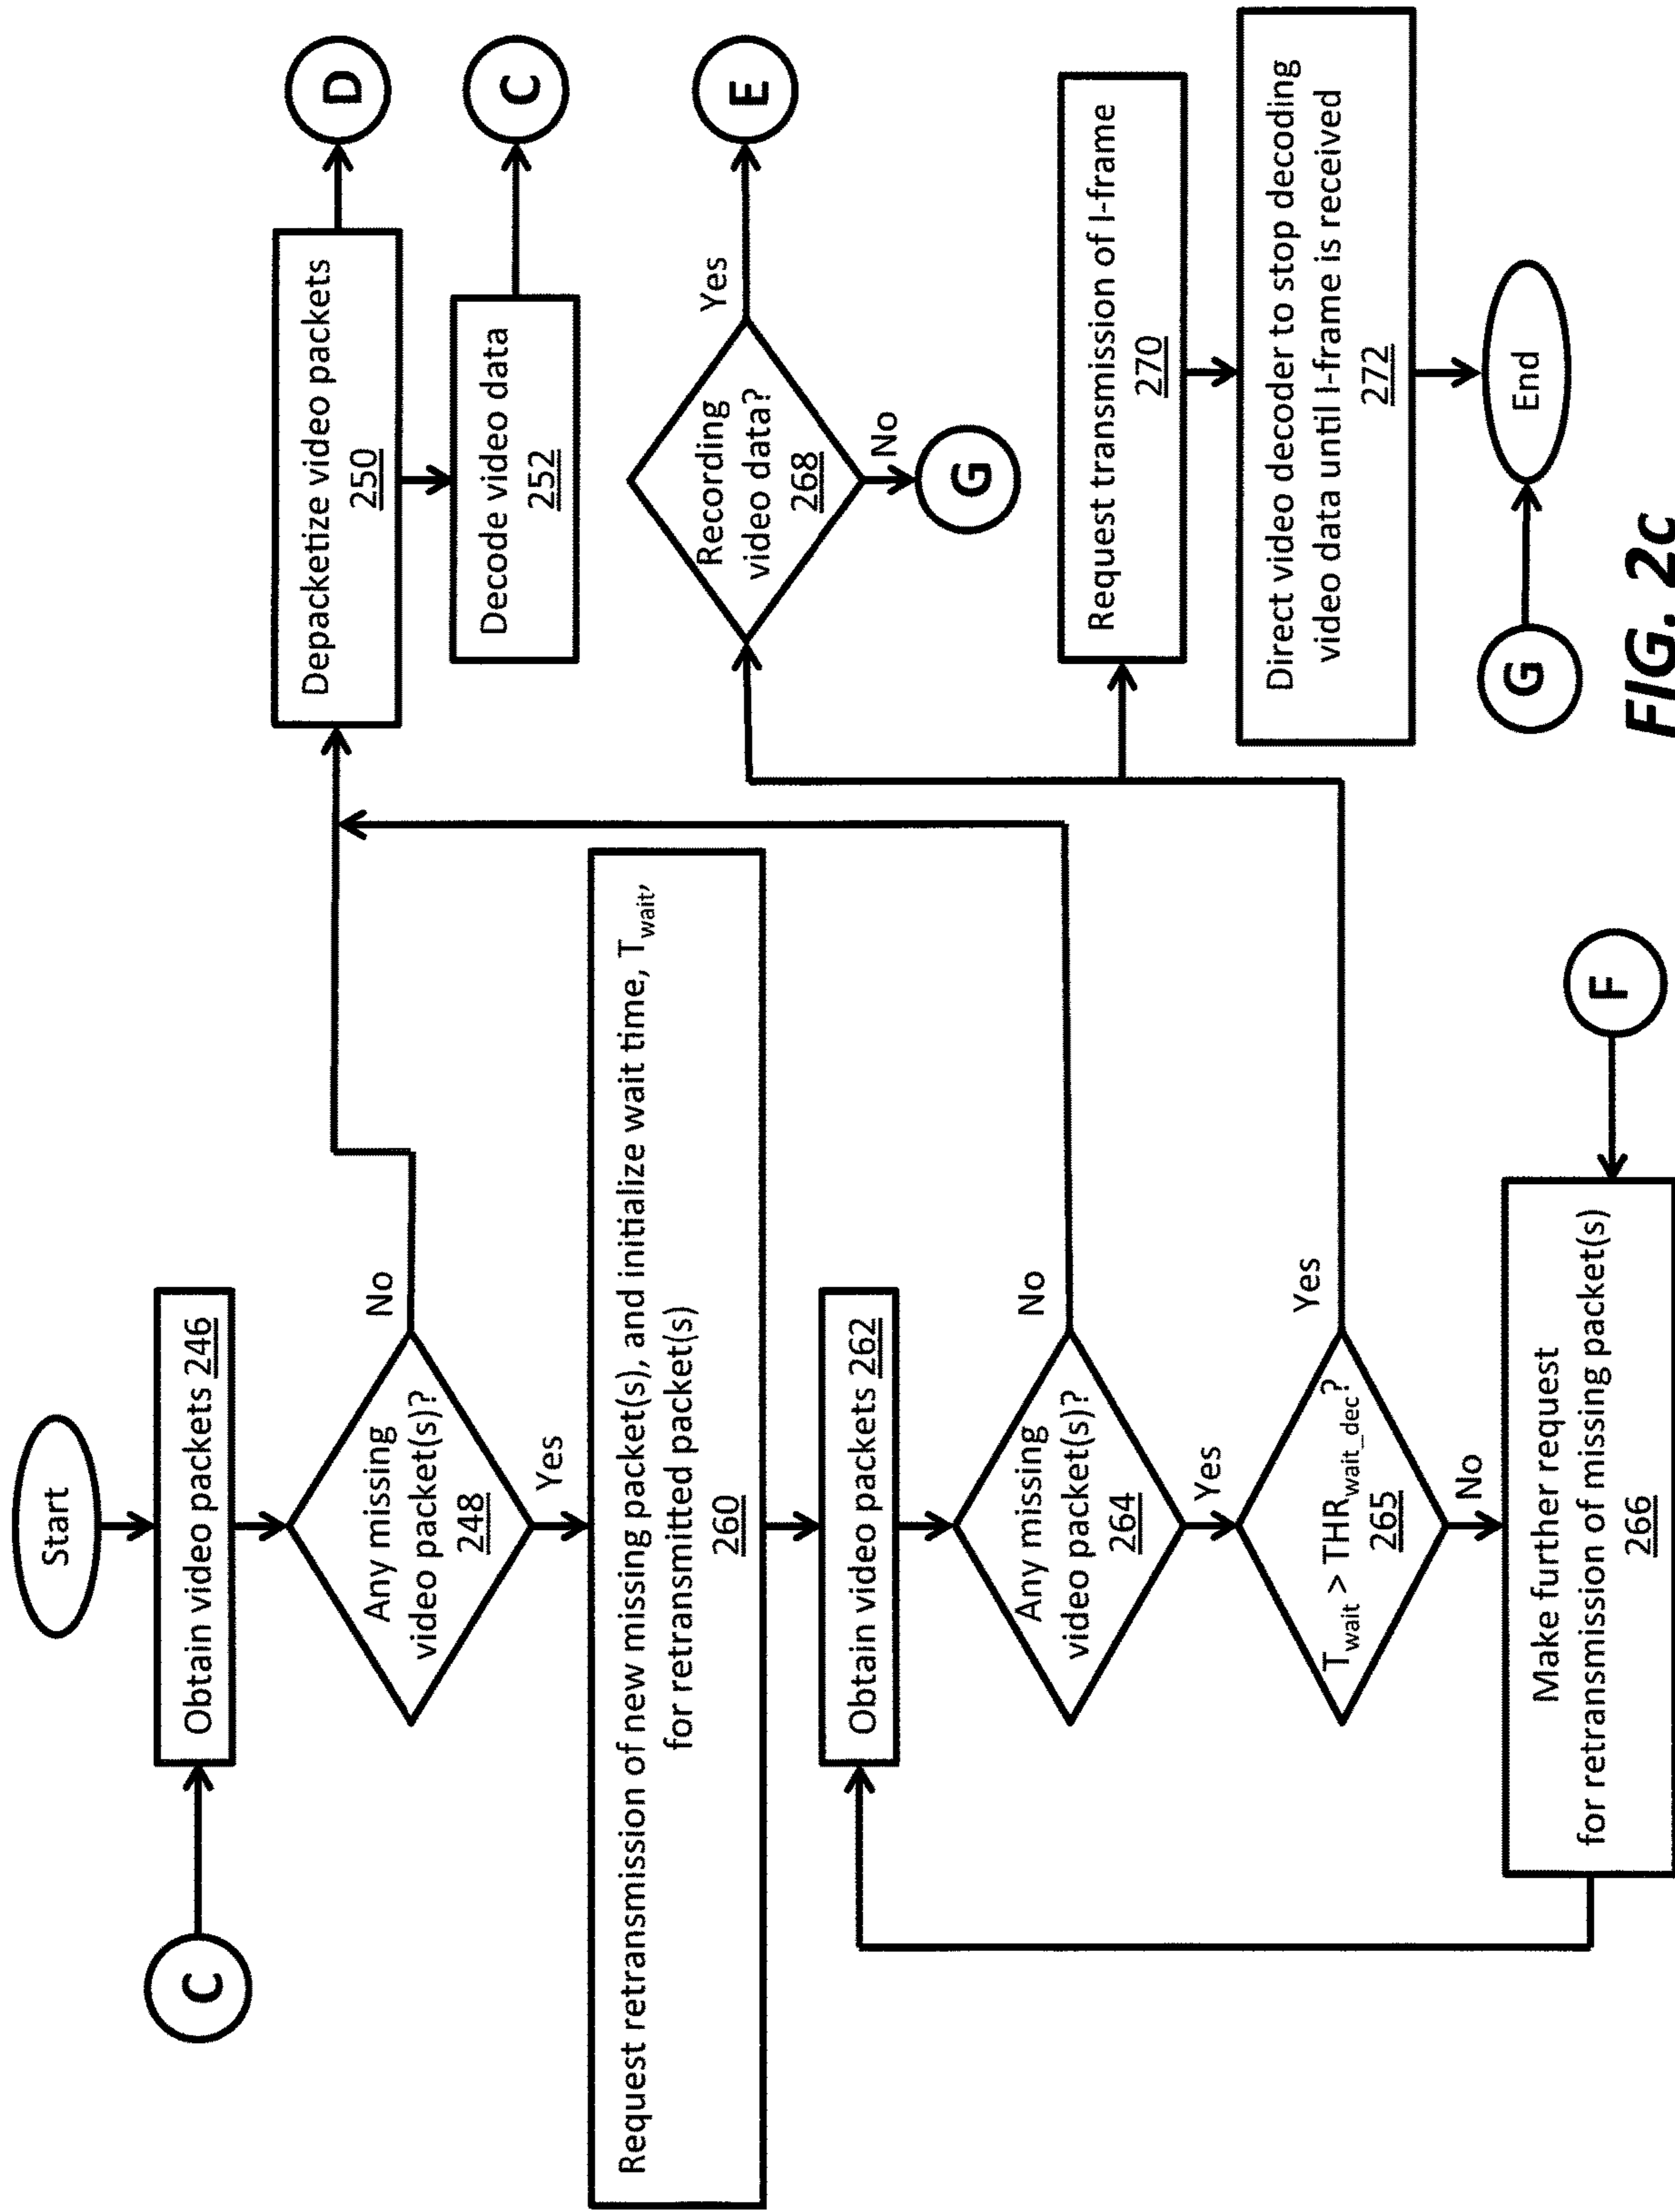 Start
C
Obtain video packets 246
Any missing
video packet(s)?
248
No
Yes
Request retransmission of new missing packet(s), and initialize wait time, Twait,
for retransmitted packet(s)
260
Obtain video packets 262
Any missing
video packet(s)?
264
No
Yes
Twait > THRwait_dec?
265
Yes
No
Make further request
for retransmission of missing packet(s)
266
F
Depacketize video packets
250
D
Decode video data
252
C
Recording
video data?
268
Yes
E
No
G
Request transmission of I-frame
270
Direct video decoder to stop decoding
video data until I-frame is received
272
G
End
FIG. 2c